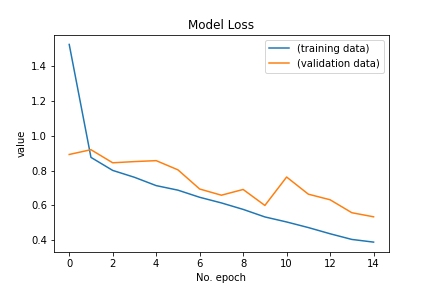 Model Loss
(training data)
(validation data)
value
1.4
1.2
1.0
0.8
0.6
0.4
0 2 4 6 8 10 12 14
No. epoch